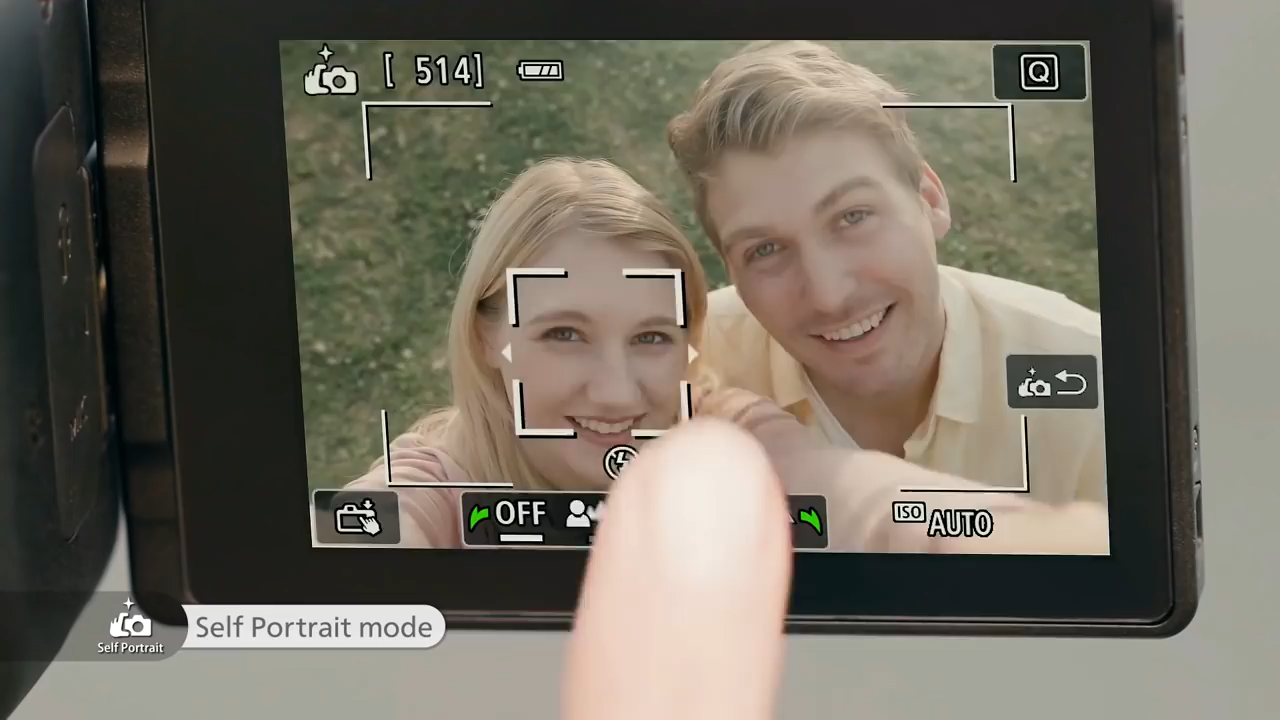 [ 514]
Q
OFF
ISO AUTO
Self Portrait mode
Self Portrait